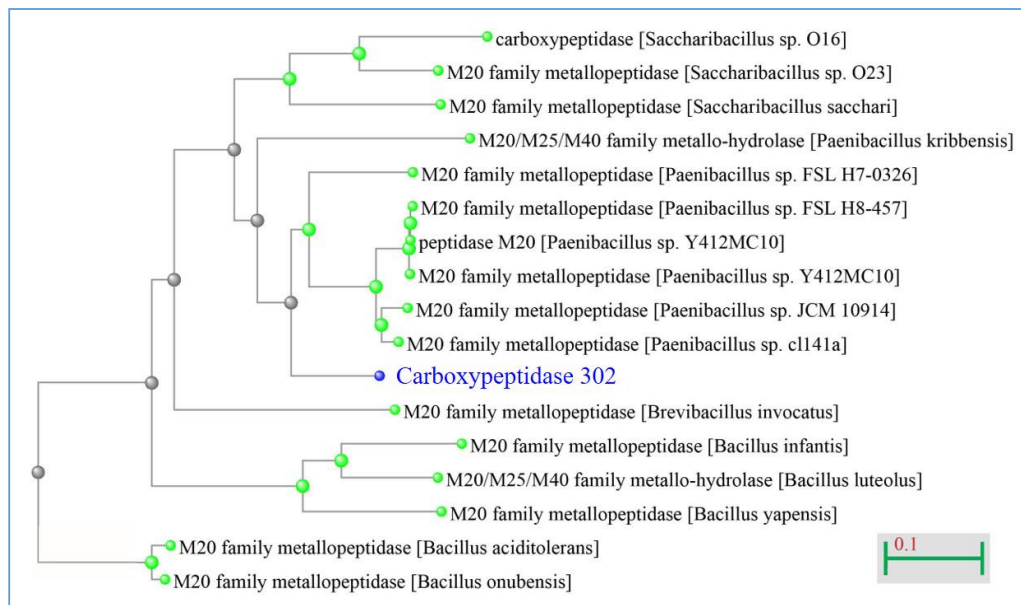 carboxypeptidase [Saccharibacillus sp. O16]
M20 family metallopeptidase [Saccharibacillus sp. O23]
M20 family metallopeptidase [Saccharibacillus sacchari]
M20/M25/M40 family metallo-hydrolase [Paenibacillus kribbensis]
M20 family metallopeptidase [Paenibacillus sp. FSL H7-0326]
M20 family metallopeptidase [Paenibacillus sp. FSL H8-457]
peptidase M20 [Paenibacillus sp. Y412MC10]
M20 family metallopeptidase [Paenibacillus sp. Y412MC10]
M20 family metallopeptidase [Paenibacillus sp. JCM 10914]
M20 family metallopeptidase [Paenibacillus sp. cl141a]
Carboxypeptidase 302
M20 family metallopeptidase [Brevibacillus invocatus]
M20 family metallopeptidase [Bacillus infantis]
M20/M25/M40 family metallo-hydrolase [Bacillus luteolus]
M20 family metallopeptidase [Bacillus yapensis]
M20 family metallopeptidase [Bacillus aciditolerans]
M20 family metallopeptidase [Bacillus onubensis]
0.1